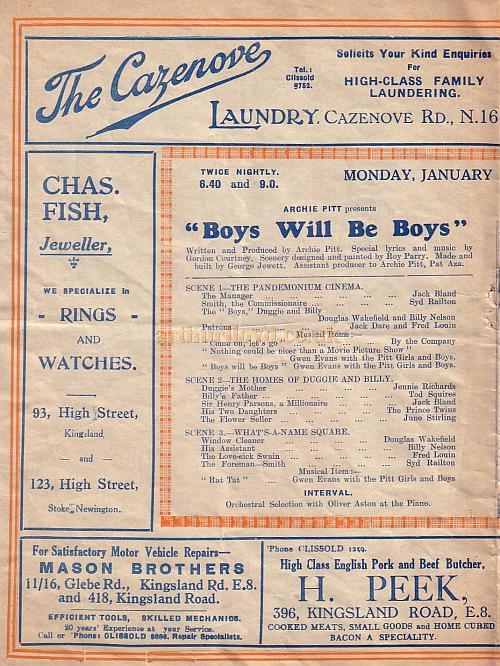 The Cazenove
Solicits Your Kind Enquiries
Tel.:
Clissold
9752.
For
HIGH-CLASS FAMILY
LAUNDERING.
LAUNDRY. CAZENOVE RD., N.16
CHAS.
FISH,
Jeweller,
WE SPECIALIZE in
- RINGS -
AND
WATCHES.
93, High Street,
Kingsland,
— and —
123, High Street,
Stoke Newington.
TWICE NIGHTLY.
6.40 and 9.0.
MONDAY, JANUARY
ARCHIE PITT presents
"Boys Will Be Boys"
Written and Produced by Archie Pitt. Special lyrics and music by
Gordon Courtney. Scenery designed and painted by Roy Parry. Made and
built by George Jewett. Assistant producer to Archie Pitt, Pat Aza.
SCENE 1—THE PANDEMONIUM CINEMA.
The Manager ... ... ... ... ... Jack Bland
Smith, the Commissionaire ... ... ... ... Syd Railton
The "Boys," Duggie and Billy
Douglas Wakefield and Billy Nelson
Patrons ... ... ... Jack Dare and Fred Louin
Musical Items:—
"Come on, let's go" ... ... ... By the Company
"Nothing could be nicer than a Movie Picture Show"
Gwen Evans with the Pitt Girls and Boys.
"Boys will be Boys" Gwen Evans with the Pitt Girls and Boys.
SCENE 2—THE HOMES OF DUGGIE AND BILLY.
Duggie's Mother ... ... ... ... Jennie Richards
Billy's Father ... ... ... ... ... Tod Squires
Sir Henry Parsons, a Millionaire ... ... ... Jack Bland
His Two Daughters ... ... ... The Prince Twins
The Flower Seller ... ... ... ... June Stirling
SCENE 3.—WHAT'S-A-NAME SQUARE.
Window Cleaner ... ... ... Douglas Wakefield
His Assistant ... ... ... ... Billy Nelson
The Love-sick Swain ... ... ... ... Fred Louin
The Foreman—Smith ... ... ... ... Syd Railton
Musical Item:—
"Rat Tat" ... Gwen Evans with the Pitt Girls and Boys
INTERVAL.
Orchestral Selection with Oliver Aston at the Piano.
For Satisfactory Motor Vehicle Repairs—
MASON BROTHERS
11/16, Glebe Rd., Kingsland Rd, E.8.
and 418, Kingsland Road.
EFFICIENT TOOLS, SKILLED MECHANICS.
20 years' Experience at your Service.
Call or 'Phone: CLISSOLD Repair Specialists.
'Phone CLISSOLD
High Class English Pork and Beef Butcher,
H. PEEK,
396, KINGSLAND ROAD, E.8.
COOKED MEATS, SMALL GOODS and HOME CURED
BACON A SPECIALITY.